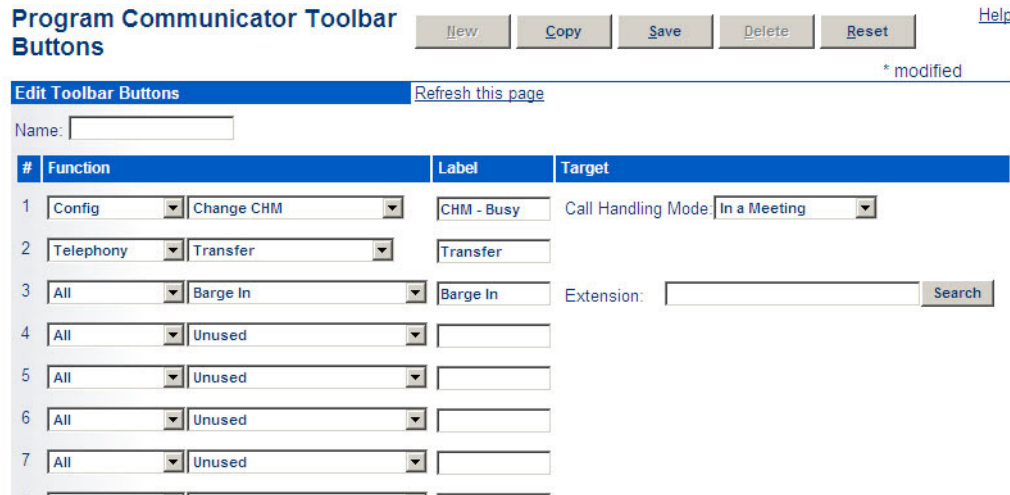 Program Communicator Toolbar Buttons
New Copy Save Delete Reset
Help
* modified
Edit Toolbar Buttons Refresh this page
Name:
# Function Label Target
1 Config Change CHM CHM - Busy Call Handling Mode: In a Meeting
2 Telephony Transfer Transfer
3 All Barge In Barge In Extension: Search
4 All Unused
5 All Unused
6 All Unused
7 All Unused